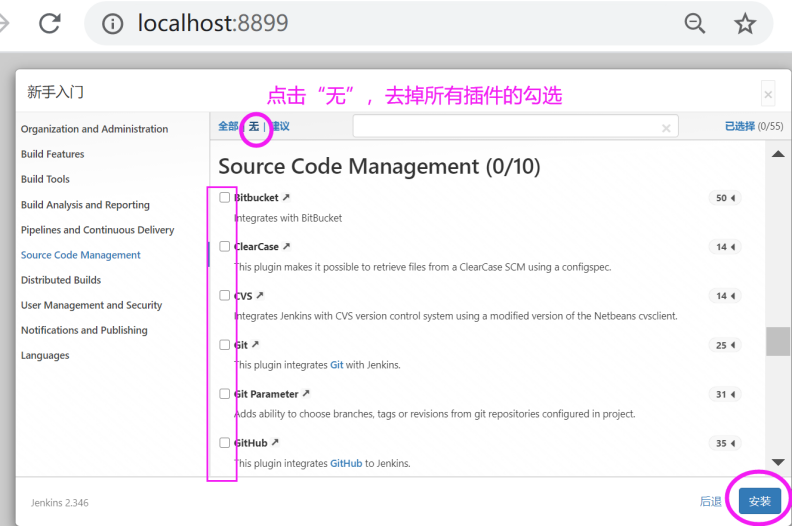 localhost:8899
新手入门
点击“无”，去掉所有插件的勾选
×
Organization and Administration
Build Features
Build Tools
Build Analysis and Reporting
Pipelines and Continuous Delivery
Source Code Management
Distributed Builds
User Management and Security
Notifications and Publishing
Languages
全部 | 无 | 建议
×
已选择 (0/55)
Source Code Management (0/10)
Bitbucket ↗ 50
Integrates with BitBucket
ClearCase ↗ 14
This plugin makes it possible to retrieve files from a ClearCase SCM using a configspec.
CVS ↗ 14
Integrates Jenkins with CVS version control system using a modified version of the Netbeans cvsclient.
Git ↗ 25
This plugin integrates Git with Jenkins.
Git Parameter ↗ 31
Adds ability to choose branches, tags or revisions from git repositories configured in project.
GitHub ↗ 35
This plugin integrates GitHub to Jenkins.
Jenkins 2.346
后退
安装